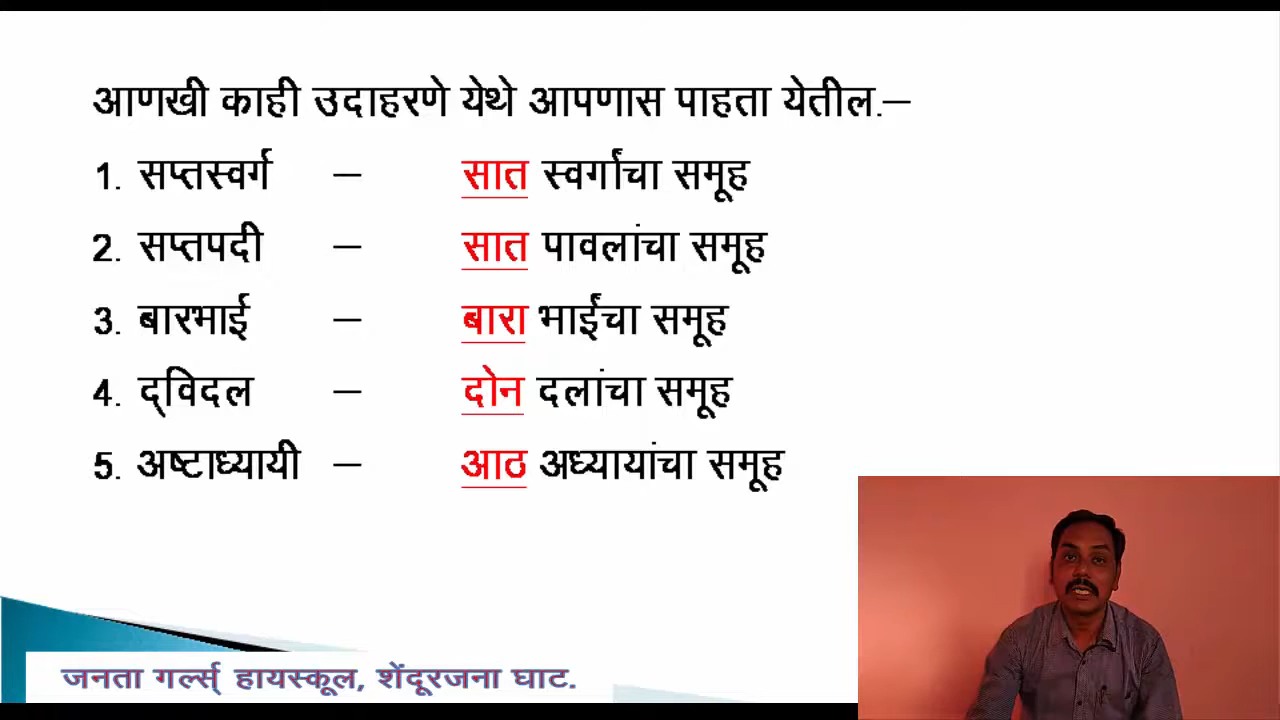 आणखी काही उदाहरणे येथे आपणास पाहता येतील.–
1. सप्तस्वर्ग – सात स्वर्गांचा समूह
2. सप्तपदी – सात पावलांचा समूह
3. बारभाई – बारा भाईंचा समूह
4. द्‌विदल – दोन दलांचा समूह
5. अष्टाध्यायी – आठ अध्यायांचा समूह
जनता गर्ल्स् हायस्कूल, शेंदूरजना घाट.